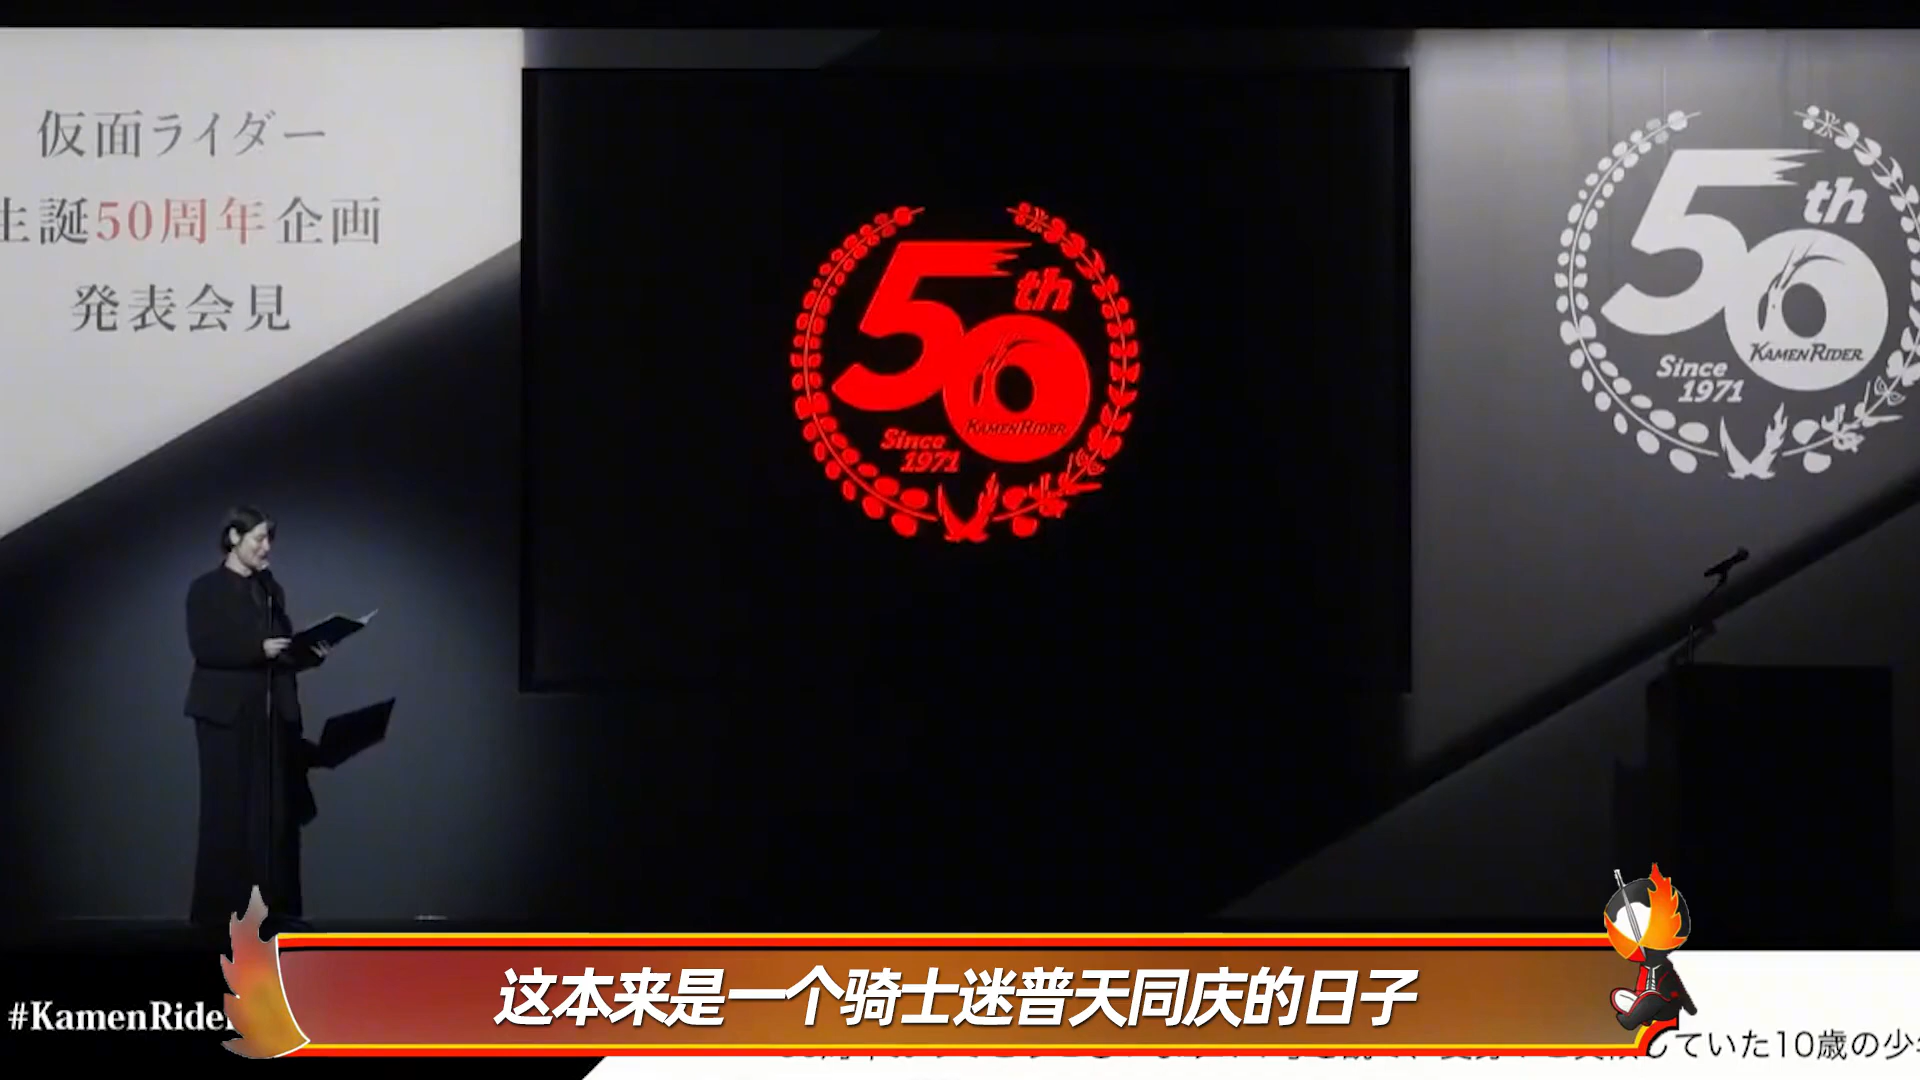 仮面ライダー
生誕50周年企画
発表会見
50th
KAMEN RIDER
Since
1971
50th
KAMEN RIDER
Since
1971
这本来是一个骑士迷普天同庆的日子
#KamenRider
ていた10歳の少